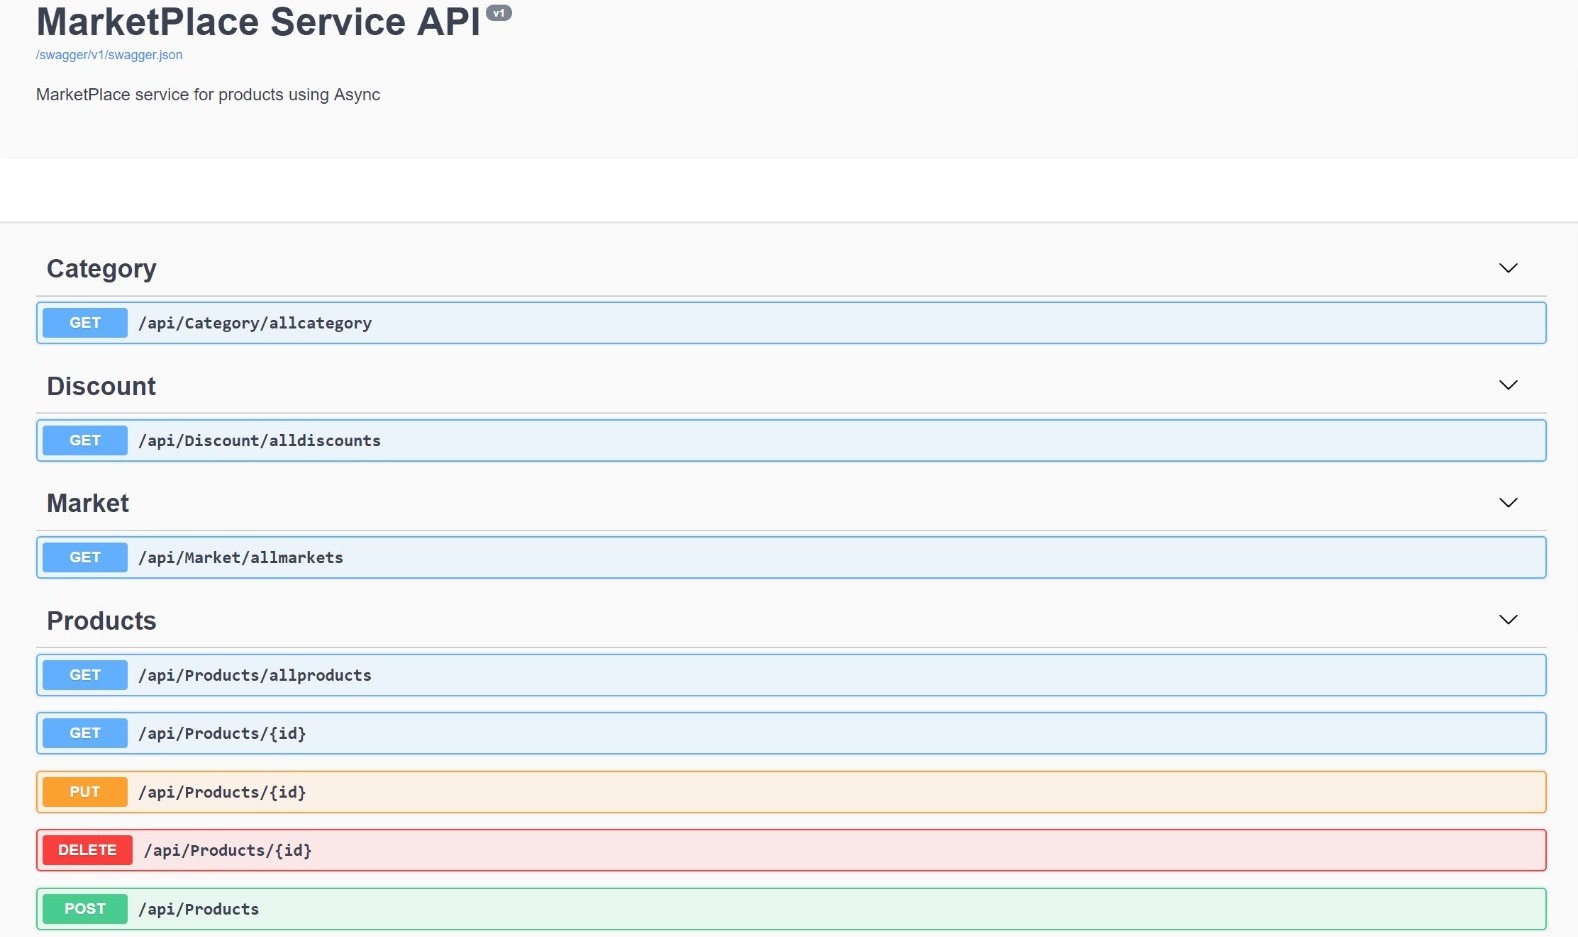 MarketPlace Service API v1
/swagger/v1/swagger.json
MarketPlace service for products using Async
Category
GET /api/Category/allcategory
Discount
GET /api/Discount/alldiscounts
Market
GET /api/Market/allmarkets
Products
GET /api/Products/allproducts
GET /api/Products/{id}
PUT /api/Products/{id}
DELETE /api/Products/{id}
POST /api/Products